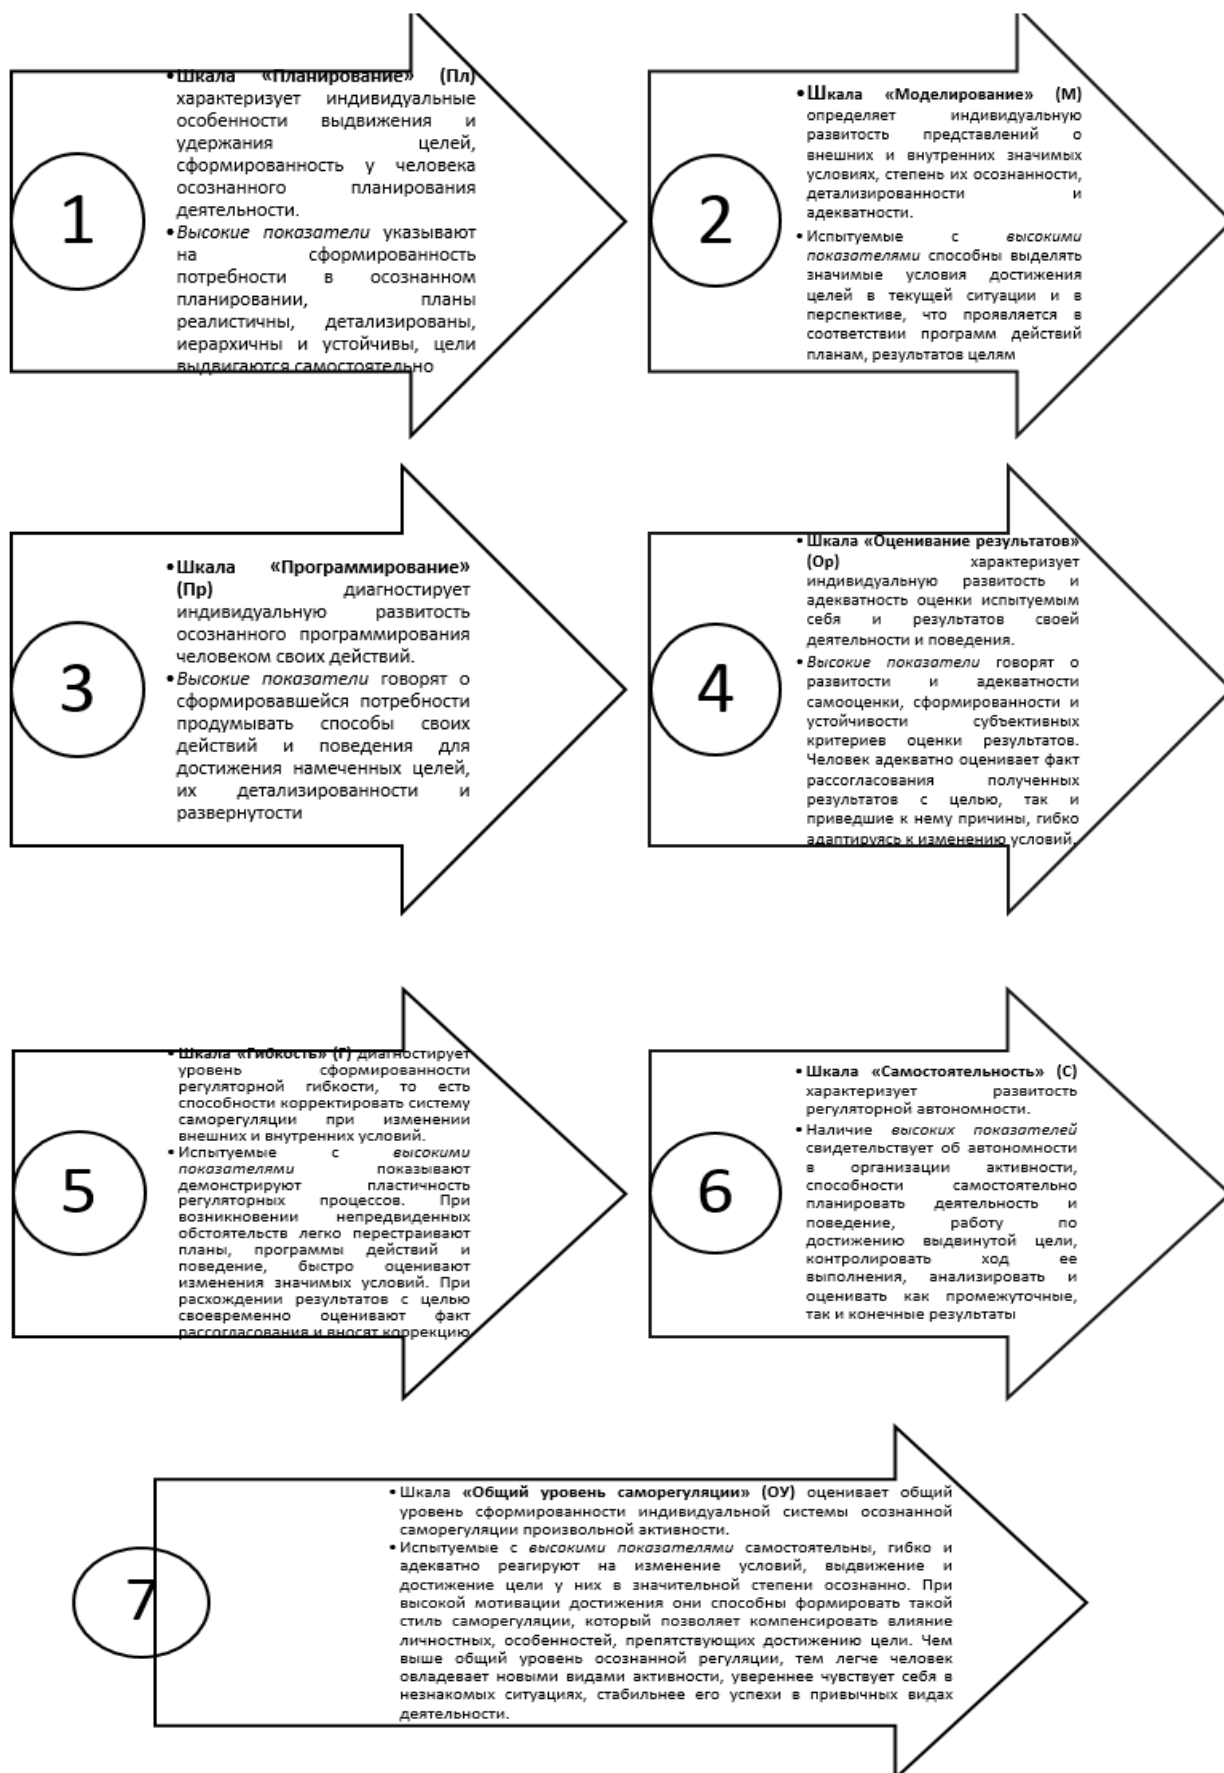 1
•Шкала «Планирование» (Пл)
характеризует индивидуальные
особенности выдвижения и
удержания целей,
сформированность у человека
осознанного планирования
деятельности.
•Высокие показатели указывают
на сформированность
потребности в осознанном
планировании, планы
реалистичны, детализированы,
иерархичны и устойчивы, цели
выдвигаются самостоятельно
2
•Шкала «Моделирование» (М)
определяет индивидуальную
развитость представлений о
внешних и внутренних значимых
условиях, степень их осознанности,
детализированности и
адекватности.
•Испытуемые с высокими
показателями способны выделять
значимые условия достижения
целей в текущей ситуации и в
перспективе, что проявляется в
соответствии программ действий
планам, результатов целям
3
•Шкала «Программирование»
(Пр) диагностирует
индивидуальную развитость
осознанного программирования
человеком своих действий.
•Высокие показатели говорят о
сформировавшейся потребности
продумывать способы своих
действий и поведения для
достижения намеченных целей,
их детализированности и
развернутости
4
•Шкала «Оценивание результатов»
(Ор) характеризует
индивидуальную развитость и
адекватность оценки испытуемым
себя и результатов своей
деятельности и поведения.
•Высокие показатели говорят о
развитости и адекватности
самооценки, сформированности и
устойчивости субъективных
критериев оценки результатов.
Человек адекватно оценивает факт
рассогласования полученных
результатов с целью, так и
приведшие к нему причины, гибко
адаптируясь к изменению условий.
5
•Шкала «Гибкость» (Г) диагностирует
уровень сформированности
регуляторной гибкости, то есть
способности корректировать систему
саморегуляции при изменении
внешних и внутренних условий.
•Испытуемые с высокими
показателями показывают
демонстрируют пластичность
регуляторных процессов. При
возникновении непредвиденных
обстоятельств легко перестраивают
планы, программы действий и
поведение, быстро оценивают
изменения значимых условий. При
расхождении результатов с целью
своевременно оценивают факт
рассогласования и вносят коррекцию
6
•Шкала «Самостоятельность» (С)
характеризует развитость
регуляторной автономности.
•Наличие высоких показателей
свидетельствует об автономности
в организации активности,
способности самостоятельно
планировать деятельность и
поведение, работу по
достижению выдвинутой цели,
контролировать ход ее
выполнения, анализировать и
оценивать как промежуточные,
так и конечные результаты
7
•Шкала «Общий уровень саморегуляции» (ОУ) оценивает общий
уровень сформированности индивидуальной системы осознанной
саморегуляции произвольной активности.
•Испытуемые с высокими показателями самостоятельны, гибко и
адекватно реагируют на изменение условий, выдвижение и
достижение цели у них в значительной степени осознанно. При
высокой мотивации достижения они способны формировать такой
стиль саморегуляции, который позволяет компенсировать влияние
личностных, особенностей, препятствующих достижению цели. Чем
выше общий уровень осознанной регуляции, тем легче человек
овладевает новыми видами активности, увереннее чувствует себя в
незнакомых ситуациях, стабильнее его успехи в привычных видах
деятельности.